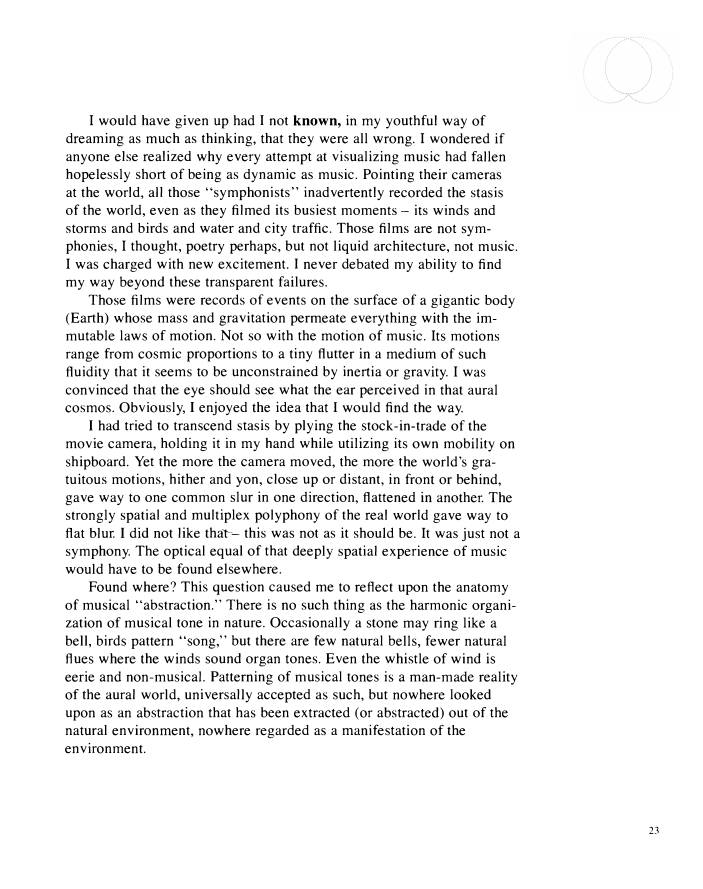 I would have given up had I not known, in my youthful way of
dreaming as much as thinking, that they were all wrong. I wondered if
anyone else realized why every attempt at visualizing music had fallen
hopelessly short of being as dynamic as music. Pointing their cameras
at the world, all those “symphonists” inadvertently recorded the stasis
of the world, even as they filmed its busiest moments – its winds and
storms and birds and water and city traffic. Those films are not sym-
phonies, I thought, poetry perhaps, but not liquid architecture, not music.
I was charged with new excitement. I never debated my ability to find
my way beyond these transparent failures.
Those films were records of events on the surface of a gigantic body
(Earth) whose mass and gravitation permeate everything with the im-
mutable laws of motion. Not so with the motion of music. Its motions
range from cosmic proportions to a tiny flutter in a medium of such
fluidity that it seems to be unconstrained by inertia or gravity. I was
convinced that the eye should see what the ear perceived in that aural
cosmos. Obviously, I enjoyed the idea that I would find the way.
I had tried to transcend stasis by plying the stock-in-trade of the
movie camera, holding it in my hand while utilizing its own mobility on
shipboard. Yet the more the camera moved, the more the world’s gra-
tuitous motions, hither and yon, close up or distant, in front or behind,
gave way to one common slur in one direction, flattened in another. The
strongly spatial and multiplex polyphony of the real world gave way to
flat blur. I did not like that – this was not as it should be. It was just not a
symphony. The optical equal of that deeply spatial experience of music
would have to be found elsewhere.
Found where? This question caused me to reflect upon the anatomy
of musical “abstraction.” There is no such thing as the harmonic organi-
zation of musical tone in nature. Occasionally a stone may ring like a
bell, birds pattern “song,” but there are few natural bells, fewer natural
flues where the winds sound organ tones. Even the whistle of wind is
eerie and non-musical. Patterning of musical tones is a man-made reality
of the aural world, universally accepted as such, but nowhere looked
upon as an abstraction that has been extracted (or abstracted) out of the
natural environment, nowhere regarded as a manifestation of the
environment.
23